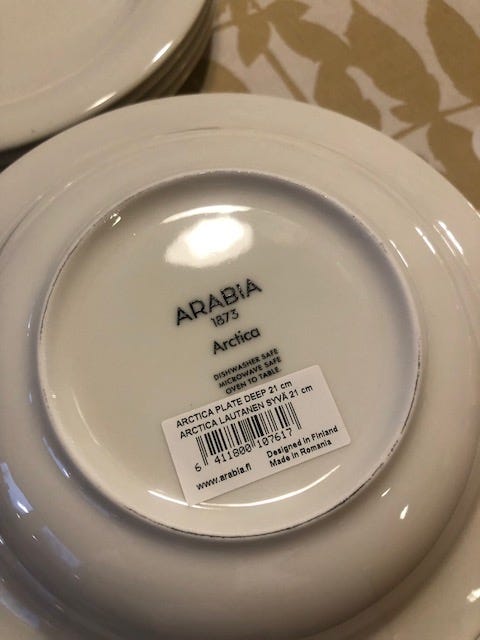 ARABIA
1873
Arctica
DISHWASHER SAFE
MICROWAVE SAFE
OVEN TO TABLE
ARCTICA PLATE DEEP 21 cm
ARCTICA LAUTANEN SYVÄ 21 cm
6 411800 107617
Designed in Finland
www.arabia.fi Made in Romania